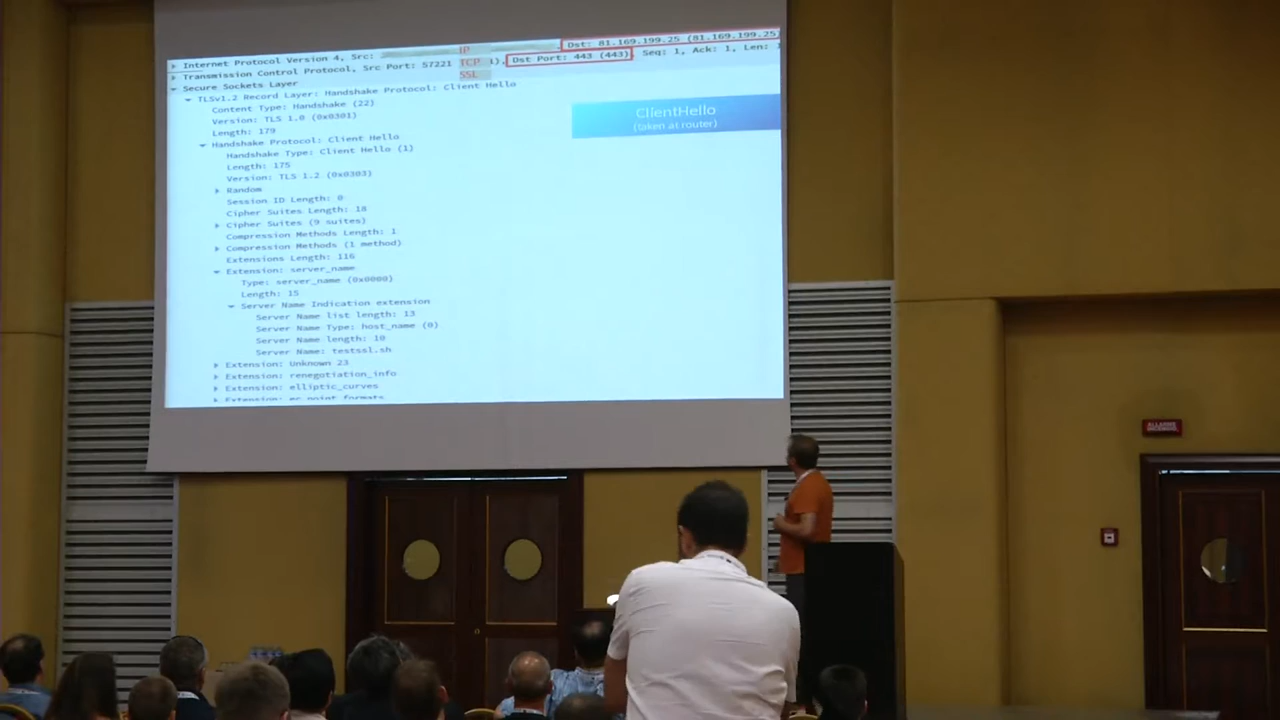 Internet Protocol Version 4, Src: IP , Dst: 81.169.199.25 (81.169.199.25)
Transmission Control Protocol, Src Port: 57221 TCP 1), Dst Port: 443 (443), Seq: 1, Ack: 1, Len: 1
Secure Sockets Layer SSL
TLSv1.2 Record Layer: Handshake Protocol: Client Hello
Content Type: Handshake (22)
Version: TLS 1.0 (0x0301)
Length: 179
Handshake Protocol: Client Hello
Handshake Type: Client Hello (1)
Length: 175
Version: TLS 1.2 (0x0303)
Random
Session ID Length: 0
Cipher Suites Length: 18
Cipher Suites (9 suites)
Compression Methods Length: 1
Compression Methods (1 method)
Extensions Length: 116
Extension: server_name
Type: server_name (0x0000)
Length: 15
Server Name Indication extension
Server Name list length: 13
Server Name Type: host_name (0)
Server Name length: 10
Server Name: testssl.sh
Extension: Unknown 23
Extension: renegotiation_info
Extension: elliptic_curves
Extension: ec_point_formats
ClientHello
(taken at router)
ALLARME
INCENDIO